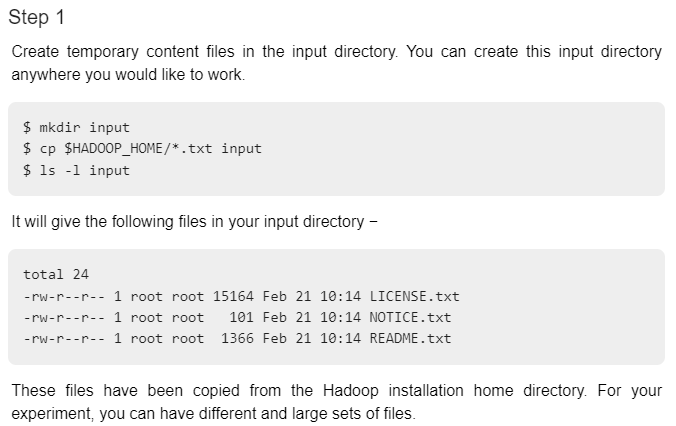 Step 1
Create temporary content files in the input directory. You can create this input directory
anywhere you would like to work.
$ mkdir input
$ cp $HADOOP_HOME/*.txt input
$ ls -l input
It will give the following files in your input directory –
total 24
-rw-r--r-- 1 root root 15164 Feb 21 10:14 LICENSE.txt
-rw-r--r-- 1 root root   101 Feb 21 10:14 NOTICE.txt
-rw-r--r-- 1 root root  1366 Feb 21 10:14 README.txt
These files have been copied from the Hadoop installation home directory. For your
experiment, you can have different and large sets of files.